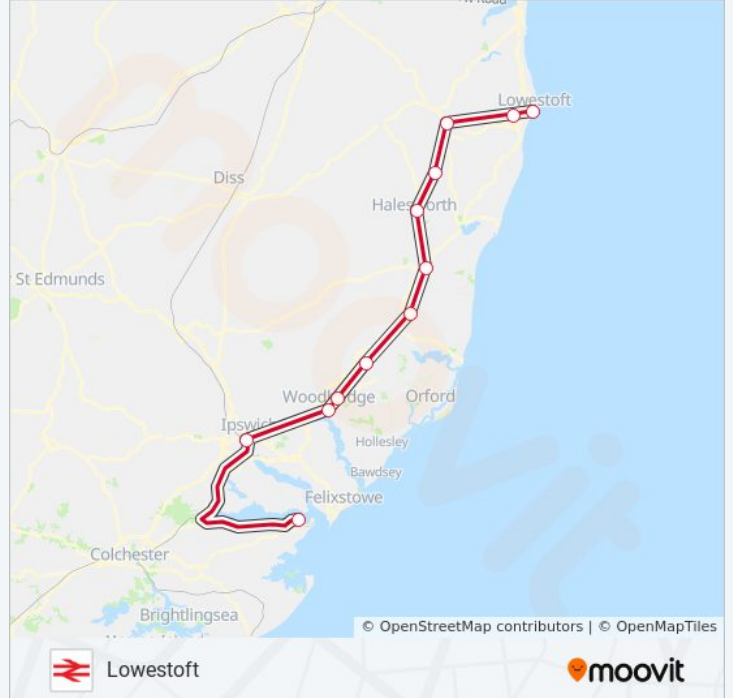 Lowestoft
Diss
Halesworth
St Edmunds
Woodbridge
Orford
Ipswich
Hollesley
Bawdsey
Felixstowe
Colchester
Brightlingsea
© OpenStreetMap contributors | © OpenMapTiles
Lowestoft
moovit